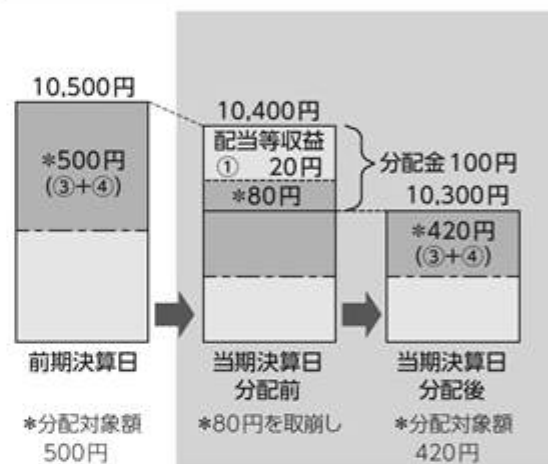 10,500円
*500円
(③+④)
前期決算日
*分配対象額
500円
10,400円
配当等収益
① 20円
*80円
分配金100円
当期決算日
分配前
*80円を取崩し
10,300円
*420円
(③+④)
当期決算日
分配後
*分配対象額
420円